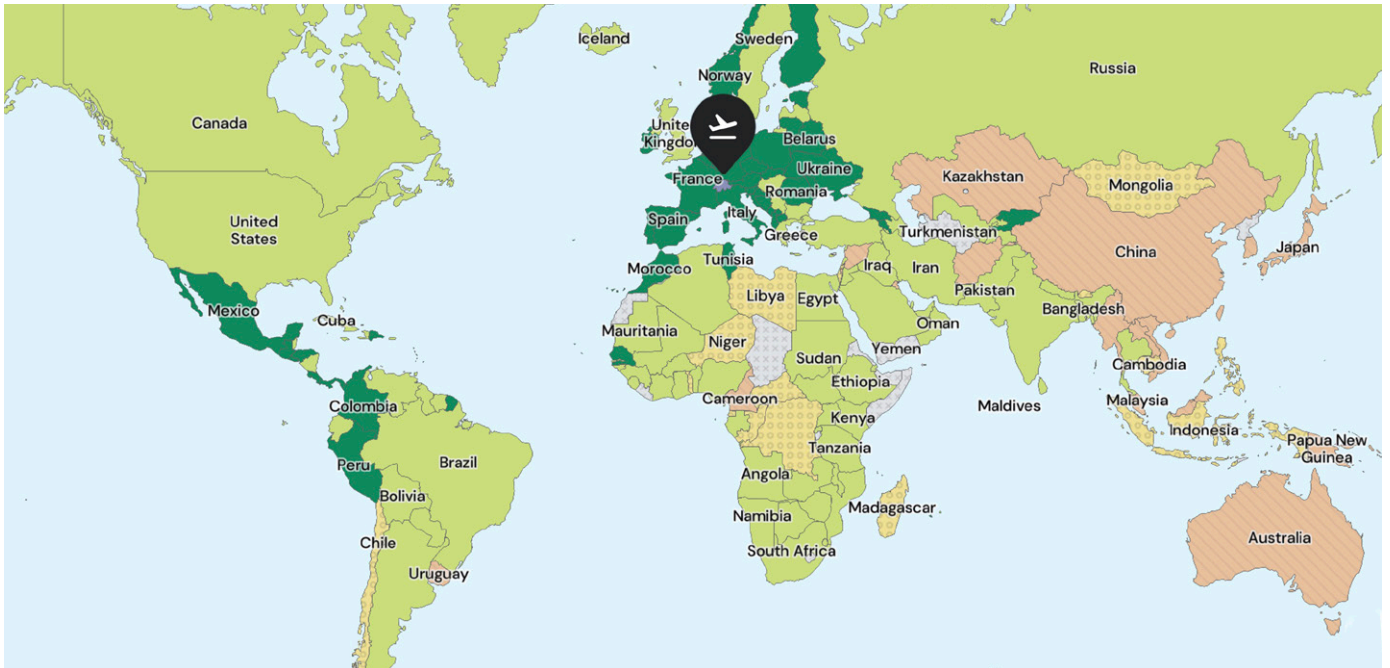 Iceland
Sweden
Russia
Norway
Canada
Unite
Kingdo
Belarus
Ukraine
France
Kazakhstan
Mongolia
Romania
Spain
Italy
United
States
Greece
Turkmenistan
Japan
China
Tunisia
Morocco
Iraq
Iran
Pakistan
Libya
Egypt
Mexico
Cuba
Bangladesh
Oman
Mauritania
Niger
Yemen
Sudan
Cambodia
Ethiopia
Cameroon
Malaysia
Colombia
Maldives
Kenya
Indonesia
Papua New
Guinea
Tanzania
Brazil
Peru
Angola
Bolivia
Madagascar
Namibia
Chile
Australia
South Africa
Uruguay